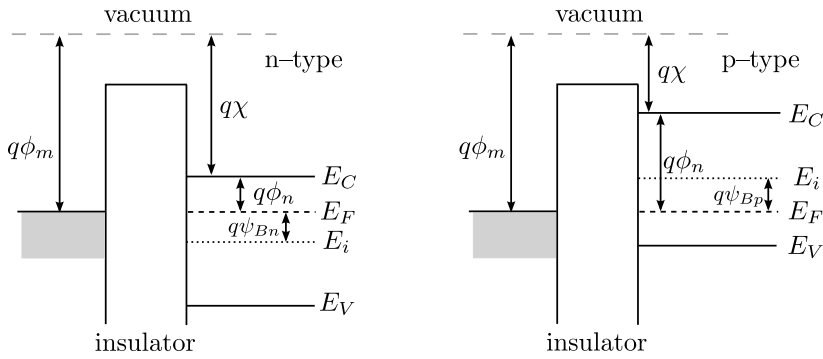 vacuum
n–type
qχ
qϕm
EC
qϕn
EF
qψBn
Ei
EV
insulator
vacuum
p–type
qχ
EC
qϕm
qϕn
Ei
qψBp
EF
EV
insulator